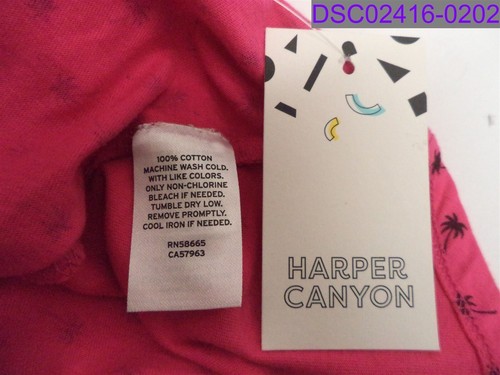 DSC02416-0202
100% COTTON
MACHINE WASH COLD.
WITH LIKE COLORS.
ONLY NON-CHLORINE
BLEACH IF NEEDED.
TUMBLE DRY LOW.
REMOVE PROMPTLY.
COOL IRON IF NEEDED.
RN58665
CA57963
HARPER
CANYON